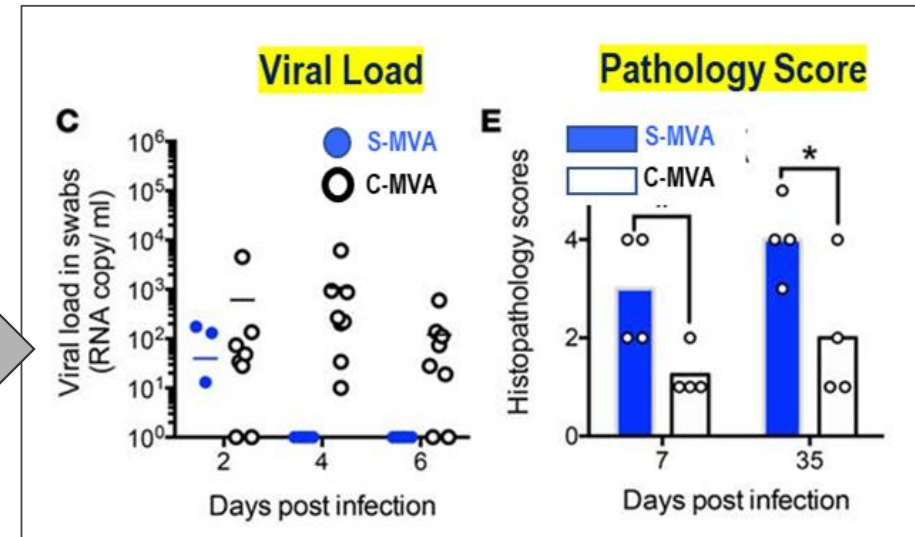 Viral Load
Pathology Score
C
S-MVA
C-MVA
Viral load in swabs
(RNA copy/ ml)
10⁶
10⁵
10⁴
10³
10²
10¹
10⁰
2
4
6
Days post infection
E
S-MVA
C-MVA
*
Histopathology scores
4
2
0
7
35
Days post infection